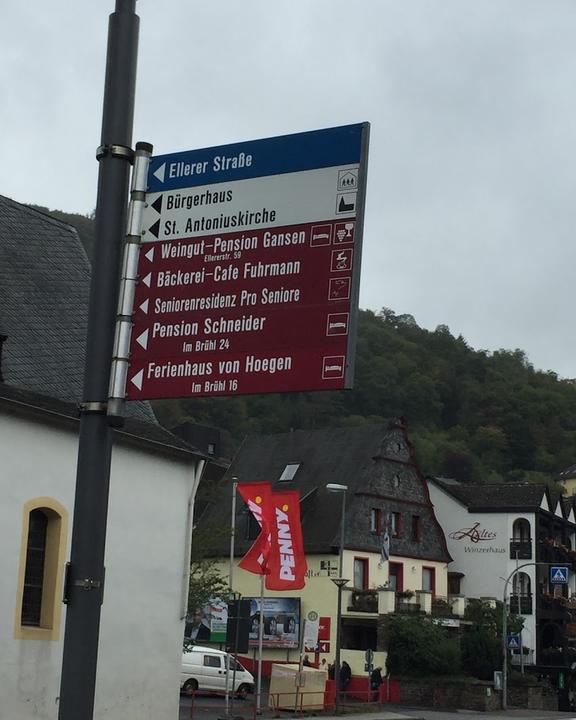 Ellerer Straße
Bürgerhaus
St. Antoniuskirche
Weingut-Pension Gansen
Ellererstr. 59
Bäckerei-Cafe Fuhrmann
Seniorenresidenz Pro Seniore
Pension Schneider
Im Brühl 24
Ferienhaus von Hoegen
Im Brühl 16
PENNY.
Altes
Winzerhaus